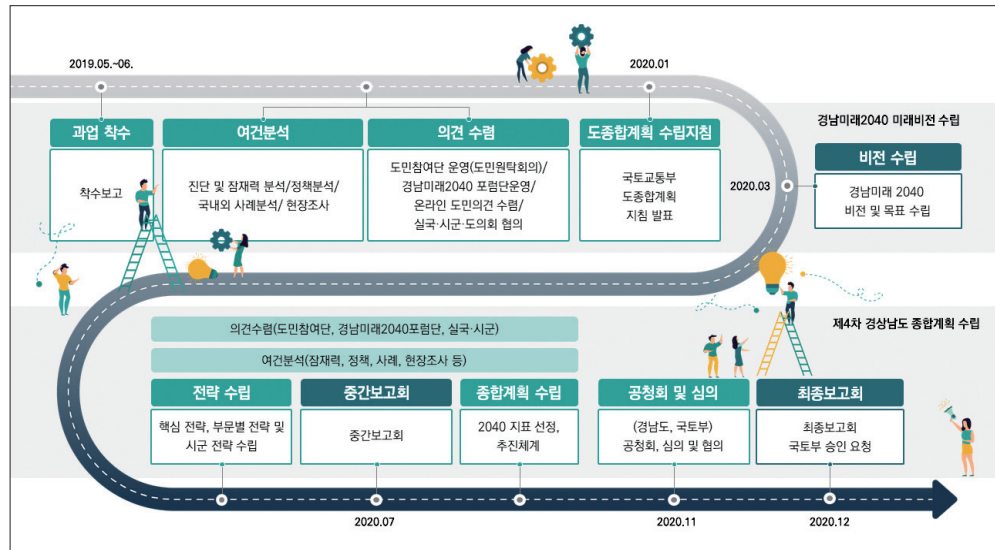 2019.05.~06.
2020.01
과업 착수
착수보고
여건분석
진단 및 잠재력 분석/정책분석/
국내외 사례분석/현장조사
의견 수렴
도민참여단 운영(도민원탁회의)/
경남미래2040 포럼단운영/
온라인 도민의견 수렴/
실국·시군·도의회 협의
도종합계획 수립지침
국토교통부
도종합계획
지침 발표
경남미래2040 미래비전 수립
2020.03
비전 수립
경남미래 2040
비전 및 목표 수립
제4차 경상남도 종합계획 수립
의견수렴(도민참여단, 경남미래2040포럼단, 실국·시군)
여건분석(잠재력, 정책, 사례, 현장조사 등)
전략 수립
핵심 전략, 부문별 전략 및
시군 전략 수립
중간보고회
중간보고회
종합계획 수립
2040 지표 선정,
추진체계
공청회 및 심의
(경남도, 국토부)
공청회, 심의 및 협의
최종보고회
최종보고회
국토부 승인 요청
2020.07
2020.11
2020.12